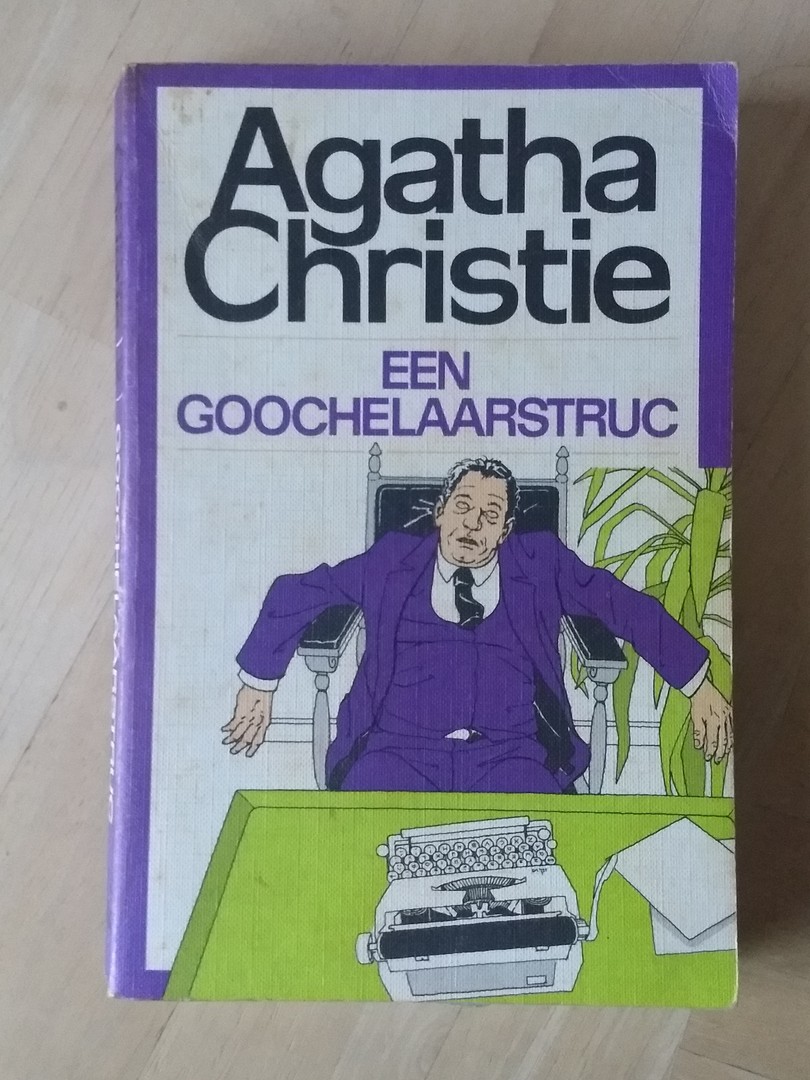 Agatha
Christie
EEN
GOOCHELAARSTRUC